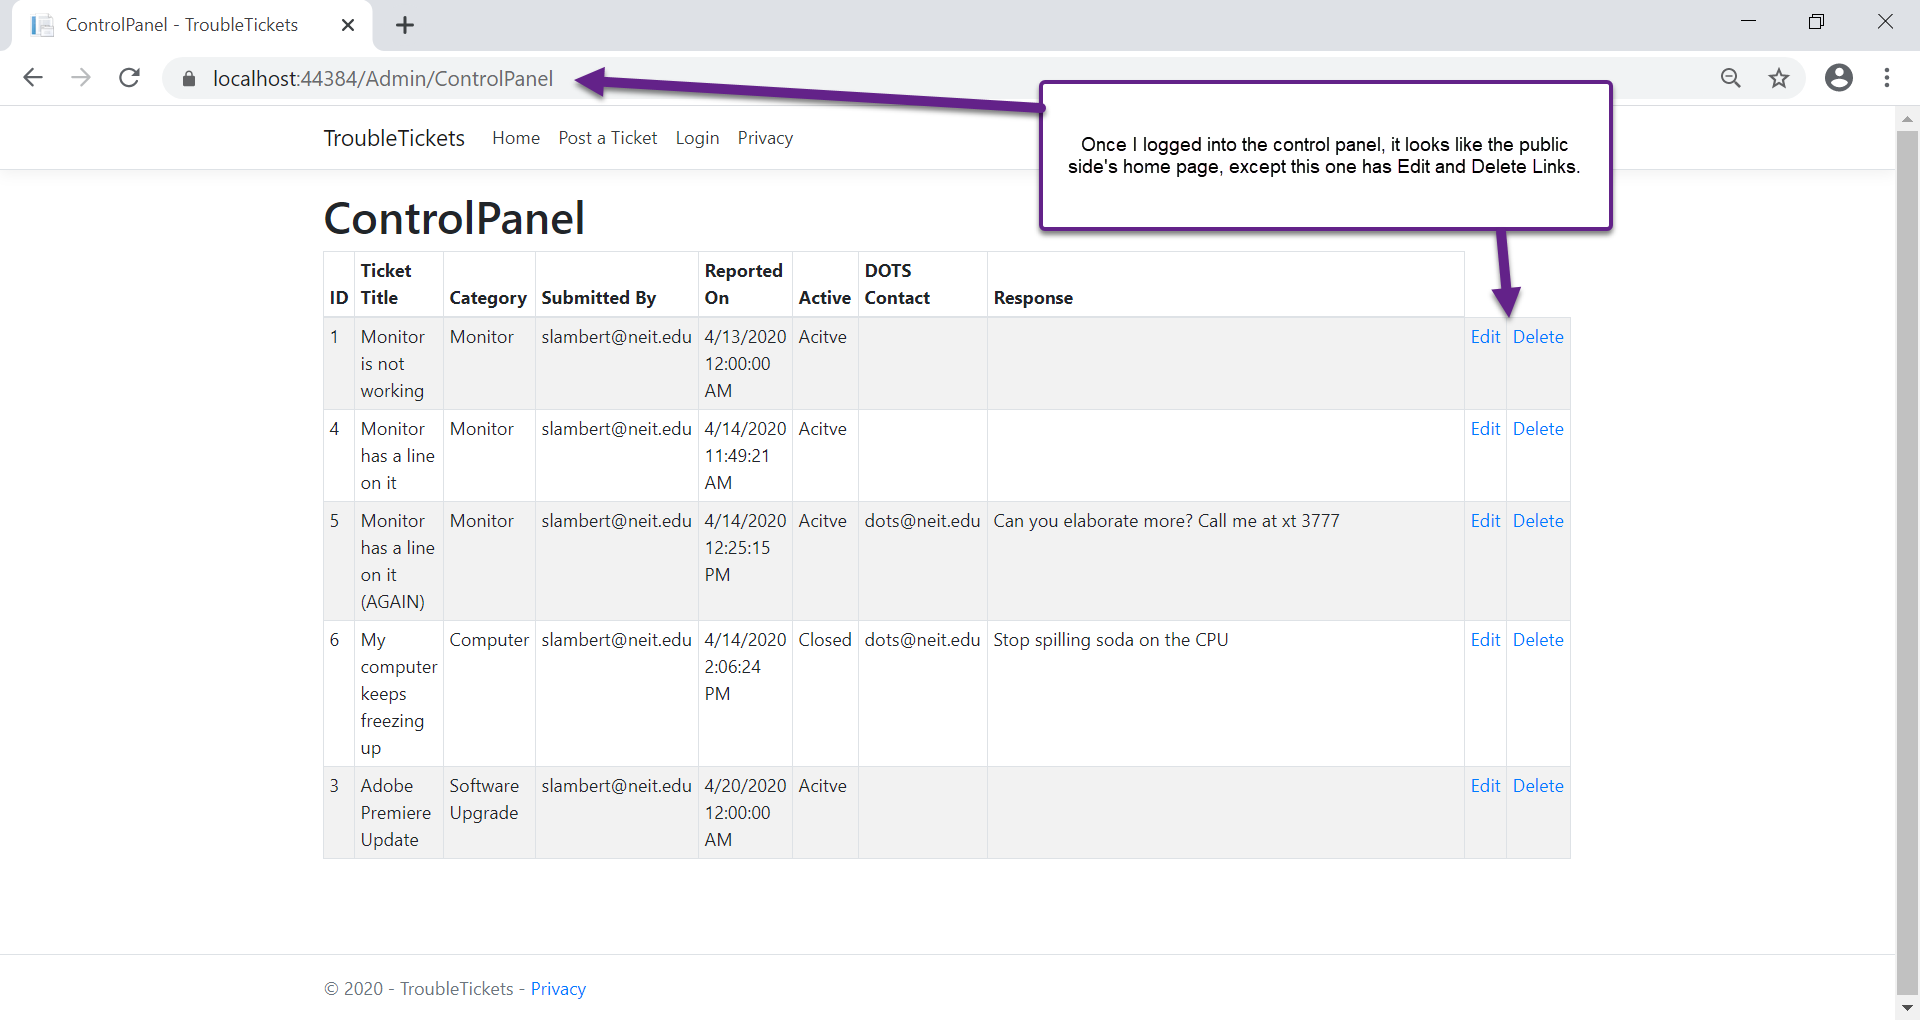 ControlPanel - TroubleTickets
localhost:44384/Admin/ControlPanel
Once I logged into the control panel, it looks like the public
side's home page, except this one has Edit and Delete Links.
TroubleTickets Home Post a Ticket Login Privacy
ControlPanel
ID Ticket Title Category Submitted By Reported On Active DOTS Contact Response
1 Monitor Monitor slambert@neit.edu 4/13/2020 Acitve Edit Delete
is not 12:00:00
working AM
4 Monitor Monitor slambert@neit.edu 4/14/2020 Acitve Edit Delete
has a line 11:49:21
on it AM
5 Monitor Monitor slambert@neit.edu 4/14/2020 Acitve dots@neit.edu Can you elaborate more? Call me at xt 3777 Edit Delete
has a line 12:25:15
on it PM
(AGAIN)
6 My Computer slambert@neit.edu 4/14/2020 Closed dots@neit.edu Stop spilling soda on the CPU Edit Delete
computer 2:06:24
keeps PM
freezing
up
3 Adobe Software slambert@neit.edu 4/20/2020 Acitve Edit Delete
Premiere Upgrade 12:00:00
Update AM
© 2020 - TroubleTickets - Privacy